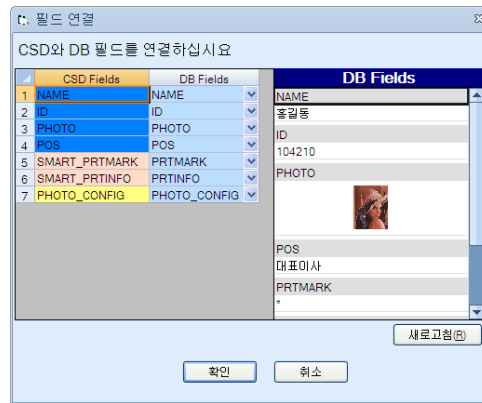 필드 연결
CSD와 DB 필드를 연결하십시요
CSD Fields DB Fields
1 NAME NAME
2 ID ID
3 PHOTO PHOTO
4 POS POS
5 SMART_PRTMARK PRTMARK
6 SMART_PRTINFO PRTINFO
7 PHOTO_CONFIG PHOTO_CONFIG
DB Fields
NAME
홍길동
ID
104210
PHOTO
POS
대표이사
PRTMARK
*
새로고침(R)
확인 취소